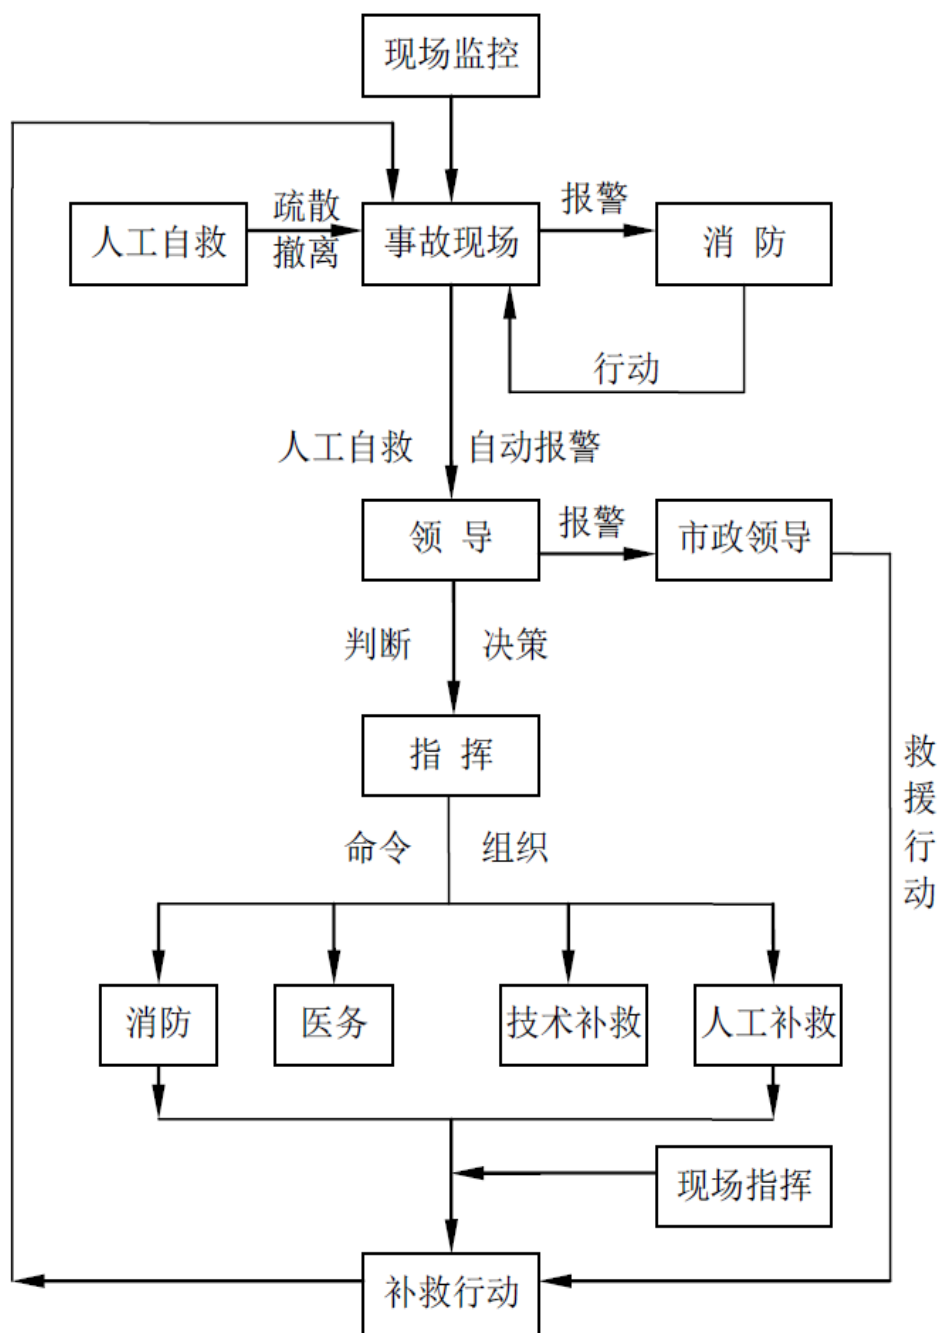 现场监控
人工自救
疏散
撤离
事故现场
报警
消 防
行动
人工自救
自动报警
领 导
报警
市政领导
判断
决策
指 挥
救援行动
命令
组织
消防
医务
技术补救
人工补救
现场指挥
补救行动